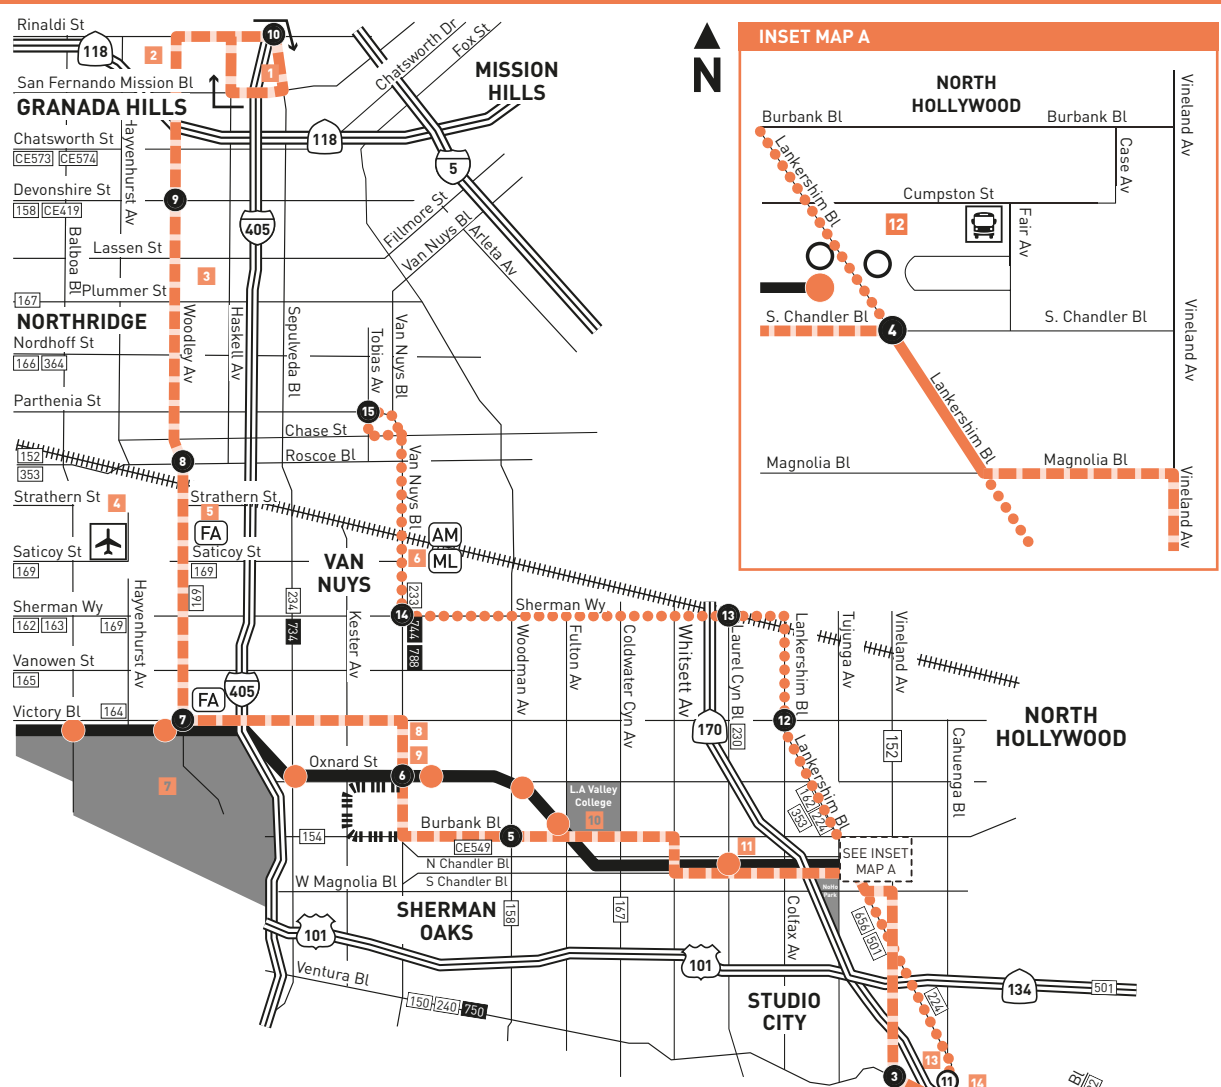 Rinaldi St
118
2
10
1
San Fernando Mission Bl
GRANADA HILLS
Chatsworth Dr
Fox St
MISSION
HILLS
118
5
Chatsworth St
CE573 CE574
Hayvenhurst Av
Devonshire St
158 CE419
9
405
Fillmore St
Van Nuys Bl
Arleta Av
Balboa Bl
Lassen St
3
Plummer St
167
NORTHRIDGE
Woodley Av
Haskell Av
Sepulveda Bl
Tobias Av
Van Nuys Bl
Nordhoff St
166 364
Parthenia St
15
Chase St
Roscoe Bl
152
353
8
Van Nuys Bl
Strathern St
4
Strathern St
5
FA
AM
ML
VAN
NUYS
6
Saticoy St
169
Saticoy St
169
169
Hayvenhurst Av
Sherman Wy
162 163
169
234
734
Kester Av
233
14
744
788
Sherman Wy
13
Woodman Av
Fulton Av
Coldwater Cyn Av
Whitsett Av
Laurel Cyn Bl
230
Lankershim Bl
Tujunga Av
Vineland Av
Vanowen St
165
FA
405
Victory Bl
164
7
7
8
9
170
12
Lankershim Bl
162 224
353
152
Cahuenga Bl
NORTH
HOLLYWOOD
Oxnard St
6
L.A Valley
College
10
154
Burbank Bl
5
CE549
11
N Chandler Bl
S Chandler Bl
W Magnolia Bl
SEE INSET
MAP A
SHERMAN
OAKS
158
167
Colfax Av
656 501
101
101
134
501
Ventura Bl
150 240 750
STUDIO
CITY
224
3
13
11
14
N
INSET MAP A
NORTH
HOLLYWOOD
Burbank Bl
Burbank Bl
Vineland Av
Case Av
Lankershim Bl
Cumpston St
12
Fair Av
S. Chandler Bl
4
S. Chandler Bl
Vineland Av
Lankershim Bl
Magnolia Bl
Magnolia Bl
Vineland Av